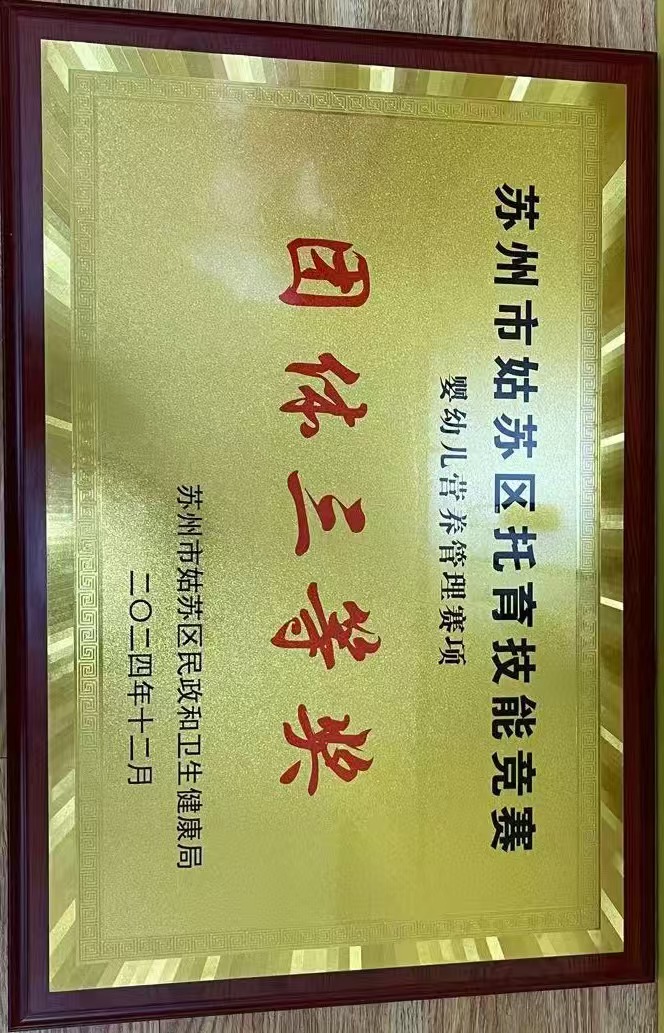 苏州市姑苏区托育技能竞赛
婴幼儿营养管理赛项
团体三等奖
苏州市姑苏区民政和卫生健康局
二〇二四年十二月